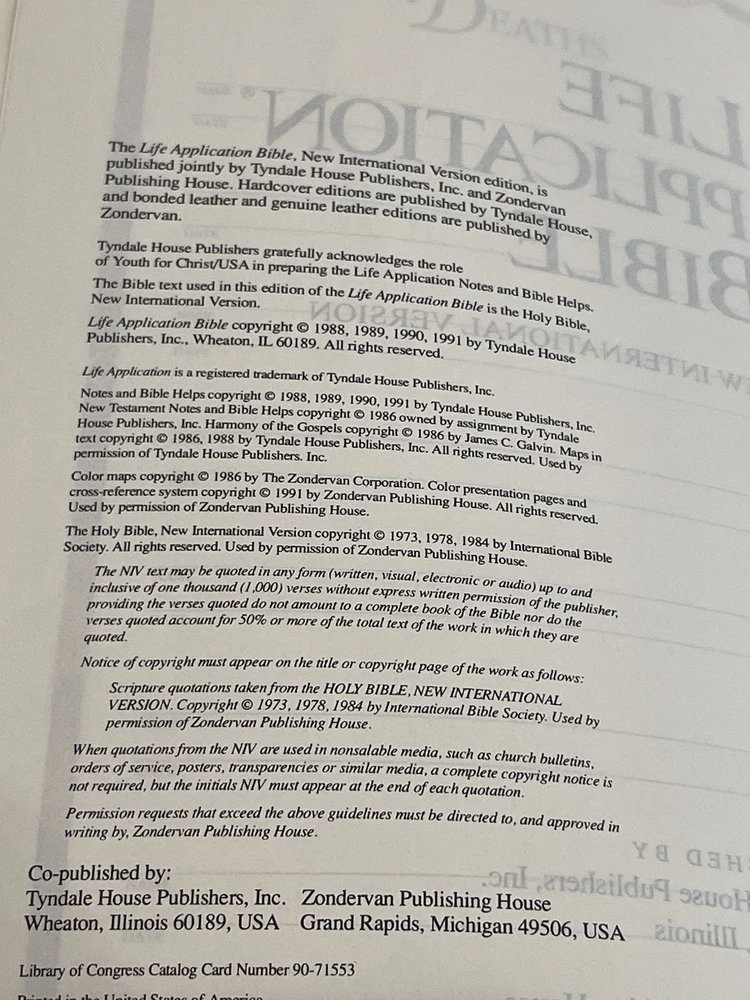 DEATHS
LIFE
APPLICATION®
BIBLE
NEW INTERNATIONAL VERSION
The Life Application Bible, New International Version edition, is
published jointly by Tyndale House Publishers, Inc. and Zondervan
Publishing House. Hardcover editions are published by Tyndale House,
and bonded leather and genuine leather editions are published by
Zondervan.
Tyndale House Publishers gratefully acknowledges the role
of Youth for Christ/USA in preparing the Life Application Notes and Bible Helps.
The Bible text used in this edition of the Life Application Bible is the Holy Bible,
New International Version.
Life Application Bible copyright © 1988, 1989, 1990, 1991 by Tyndale House
Publishers, Inc., Wheaton, IL 60189. All rights reserved.
Life Application is a registered trademark of Tyndale House Publishers, Inc.
Notes and Bible Helps copyright © 1988, 1989, 1990, 1991 by Tyndale House Publishers, Inc.
New Testament Notes and Bible Helps copyright © 1986 owned by assignment by Tyndale
House Publishers, Inc. Harmony of the Gospels copyright © 1986 by James C. Galvin. Maps in
text copyright © 1986, 1988 by Tyndale House Publishers, Inc. All rights reserved. Used by
permission of Tyndale House Publishers. Inc.
Color maps copyright © 1986 by The Zondervan Corporation. Color presentation pages and
cross-reference system copyright © 1991 by Zondervan Publishing House. All rights reserved.
Used by permission of Zondervan Publishing House.
The Holy Bible, New International Version copyright © 1973, 1978, 1984 by International Bible
Society. All rights reserved. Used by permission of Zondervan Publishing House.
The NIV text may be quoted in any form (written, visual, electronic or audio) up to and
inclusive of one thousand (1,000) verses without express written permission of the publisher,
providing the verses quoted do not amount to a complete book of the Bible nor do the
verses quoted account for 50% or more of the total text of the work in which they are
quoted.
Notice of copyright must appear on the title or copyright page of the work as follows:
Scripture quotations taken from the HOLY BIBLE, NEW INTERNATIONAL
VERSION. Copyright © 1973, 1978, 1984 by International Bible Society. Used by
permission of Zondervan Publishing House.
When quotations from the NIV are used in nonsalable media, such as church bulletins,
orders of service, posters, transparencies or similar media, a complete copyright notice is
not required, but the initials NIV must appear at the end of each quotation.
Permission requests that exceed the above guidelines must be directed to, and approved in
writing by, Zondervan Publishing House.
Co-published by:
Tyndale House Publishers, Inc. Zondervan Publishing House
Wheaton, Illinois 60189, USA Grand Rapids, Michigan 49506, USA
Library of Congress Catalog Card Number 90-71553
Printed in the United States of America
BY
House Publishers, Inc.
Illinois